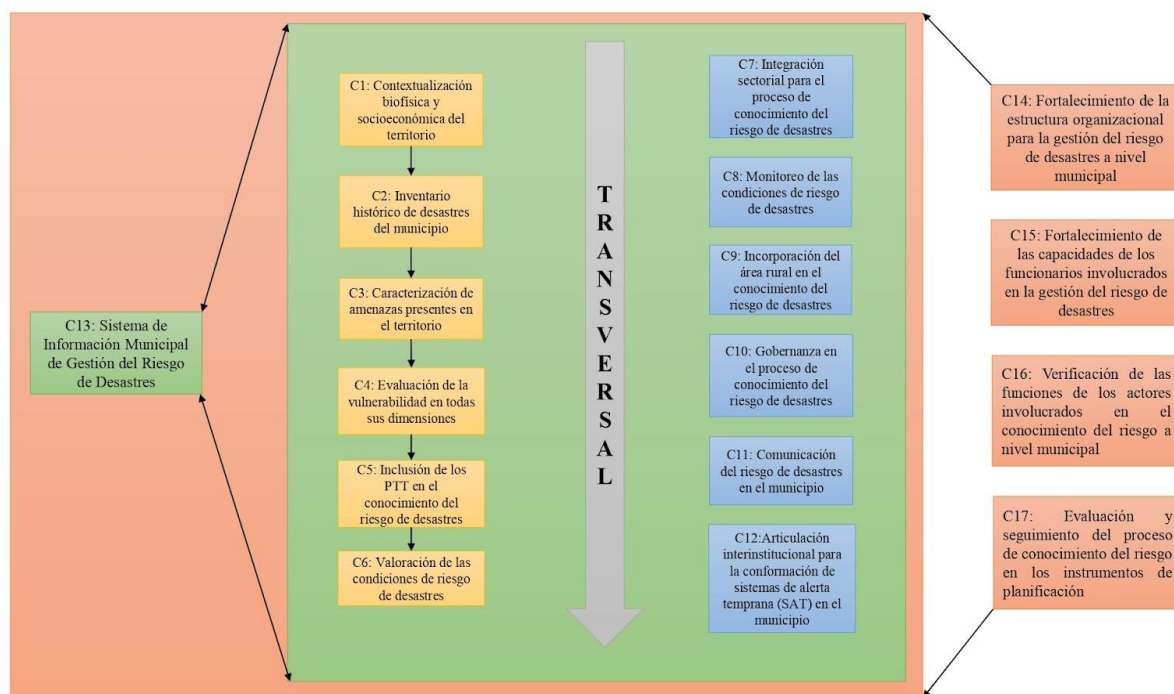 C13: Sistema de
Información Municipal
de Gestión del Riesgo
de Desastres
C1: Contextualización
biofísica y
socioeconómica del
territorio
C2: Inventario
histórico de desastres
del municipio
C3: Caracterización de
amenazas presentes en
el territorio
C4: Evaluación de la
vulnerabilidad en todas
sus dimensiones
C5: Inclusión de los
PTT en el
conocimiento del
riesgo de desastres
C6: Valoración de las
condiciones de riesgo
de desastres
TRANSVERSAL
C7: Integración
sectorial para el
proceso de
conocimiento del
riesgo de desastres
C8: Monitoreo de las
condiciones de riesgo
de desastres
C9: Incorporación del
área rural en el
conocimiento del
riesgo de desastres
C10: Gobernanza en
el proceso de
conocimiento del
riesgo de desastres
C11: Comunicación
del riesgo de desastres
en el municipio
C12:Articulación
interinstitucional para
la conformación de
sistemas de alerta
temprana (SAT) en el
municipio
C14: Fortalecimiento de la
estructura organizacional
para la gestión del riesgo
de desastres a nivel
municipal
C15: Fortalecimiento de
las capacidades de los
funcionarios involucrados
en la gestión del riesgo de
desastres
C16: Verificación de las
funciones de los actores
involucrados en el
conocimiento del riesgo a
nivel municipal
C17: Evaluación y
seguimiento del proceso
de conocimiento del riesgo
en los instrumentos de
planificación